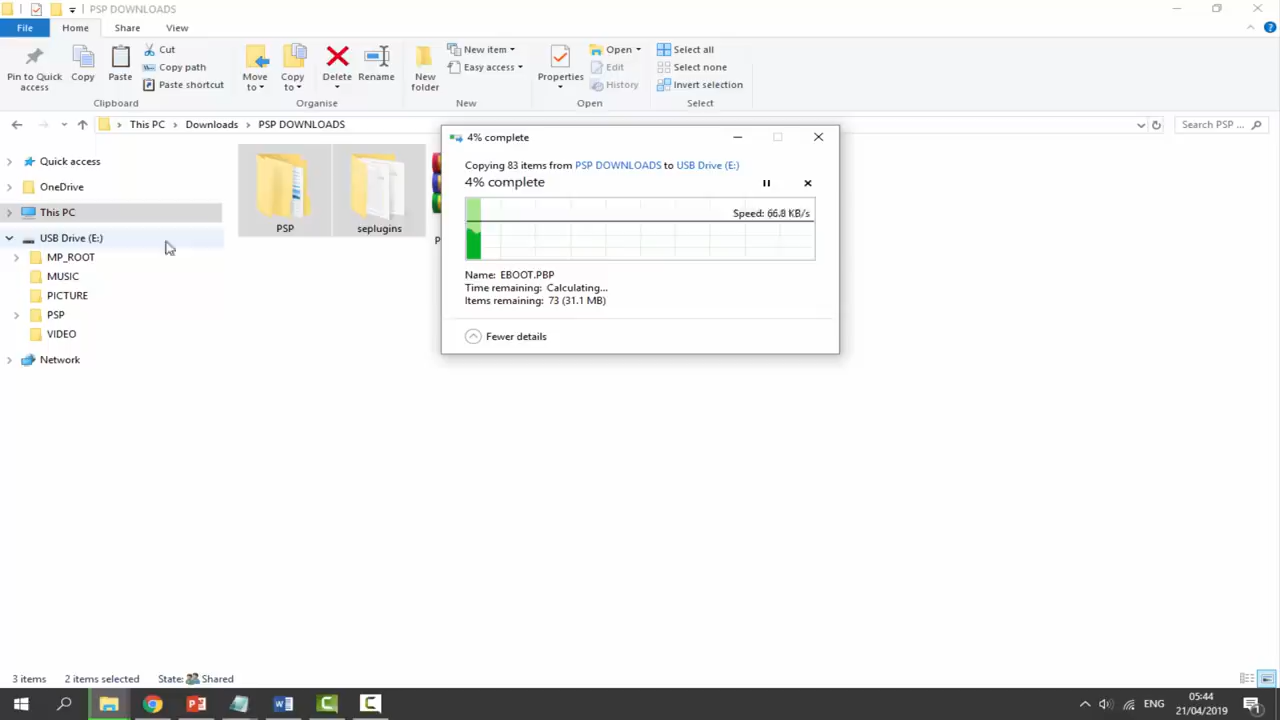 PSP DOWNLOADS
File Home Share View
Pin to Quick access
Copy
Paste
Cut
Copy path
Paste shortcut
Clipboard
Move to
Copy to
Delete
Rename
Organise
New folder
New item
Easy access
New
Properties
Open
Edit
History
Open
Select all
Select none
Invert selection
Select
This PC Downloads PSP DOWNLOADS
Search PSP ...
Quick access
OneDrive
This PC
USB Drive (E:)
MP_ROOT
MUSIC
PICTURE
PSP
VIDEO
Network
PSP
seplugins
P
4% complete
Copying 83 items from PSP DOWNLOADS to USB Drive (E:)
4% complete
Speed: 66.8 KB/s
Name: EBOOT.PBP
Time remaining: Calculating...
Items remaining: 73 (31.1 MB)
Fewer details
3 items 2 items selected State: Shared
ENG
05:44
21/04/2019
1